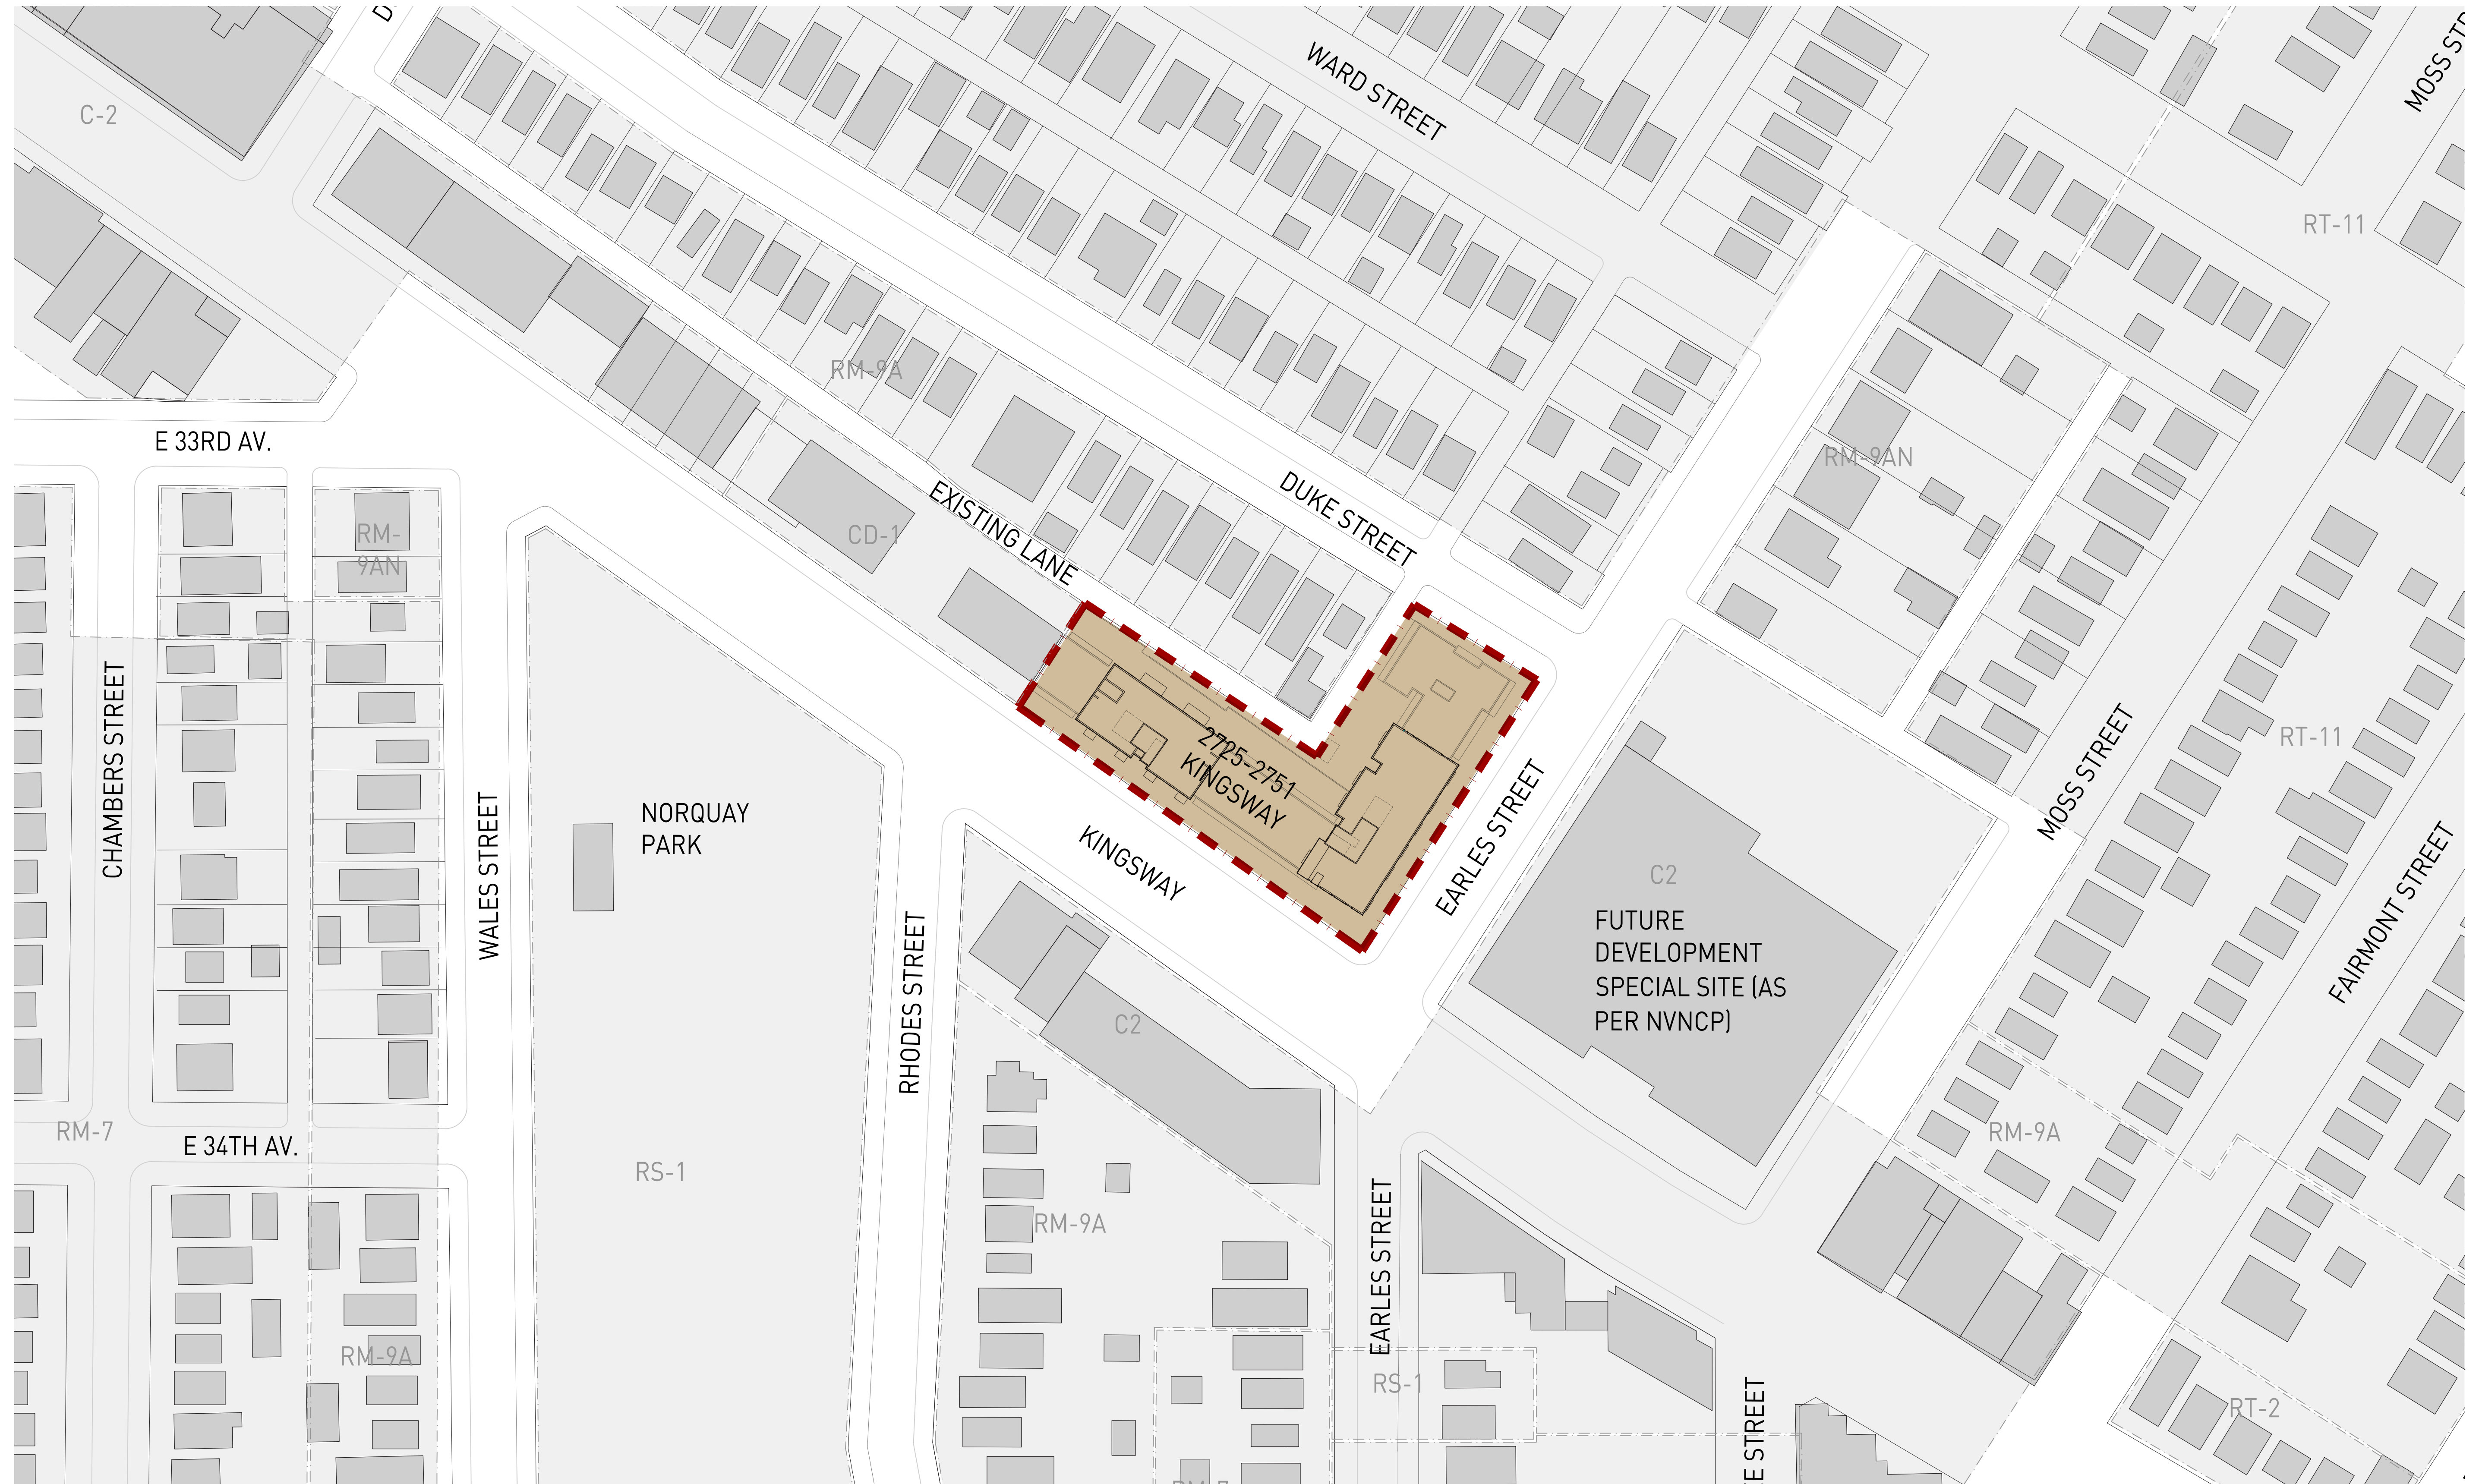 WARD STREET
C-2
RT-11
RM-9A
E 33RD AV.
RM-9AN
EXISTING LANE
DUKE STREET
CD-1
RM-
9AN
CHAMBERS STREET
WALES STREET
NORQUAY
PARK
2725-2751
KINGSWAY
KINGSWAY
EARLES STREET
MOSS STREET
RT-11
FAIRMONT STREET
C2
FUTURE
DEVELOPMENT
SPECIAL SITE (AS
PER NVNCP)
RHODES STREET
C2
RM-7
E 34TH AV.
RS-1
RM-9A
RM-9A
EARLES STREET
RM-9A
RS-1
RT-2